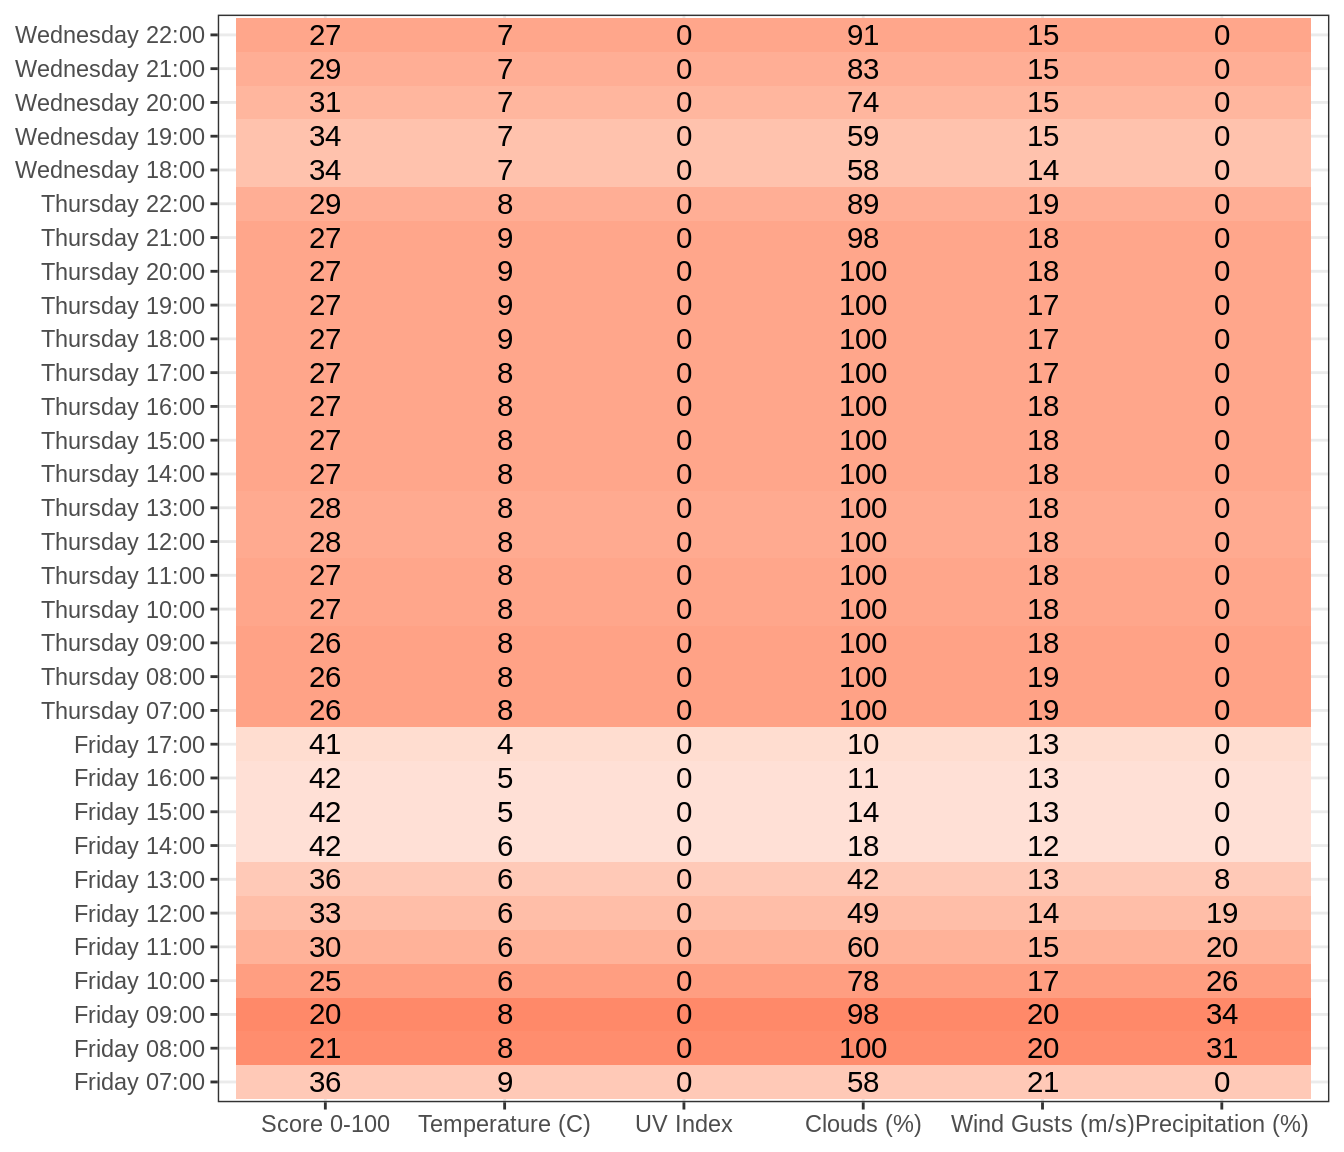 Wednesday 22:00 27 7 0 91 15 0
Wednesday 21:00 29 7 0 83 15 0
Wednesday 20:00 31 7 0 74 15 0
Wednesday 19:00 34 7 0 59 15 0
Wednesday 18:00 34 7 0 58 14 0
Thursday 22:00 29 8 0 89 19 0
Thursday 21:00 27 9 0 98 18 0
Thursday 20:00 27 9 0 100 18 0
Thursday 19:00 27 9 0 100 17 0
Thursday 18:00 27 9 0 100 17 0
Thursday 17:00 27 8 0 100 17 0
Thursday 16:00 27 8 0 100 18 0
Thursday 15:00 27 8 0 100 18 0
Thursday 14:00 27 8 0 100 18 0
Thursday 13:00 28 8 0 100 18 0
Thursday 12:00 28 8 0 100 18 0
Thursday 11:00 27 8 0 100 18 0
Thursday 10:00 27 8 0 100 18 0
Thursday 09:00 26 8 0 100 18 0
Thursday 08:00 26 8 0 100 19 0
Thursday 07:00 26 8 0 100 19 0
Friday 17:00 41 4 0 10 13 0
Friday 16:00 42 5 0 11 13 0
Friday 15:00 42 5 0 14 13 0
Friday 14:00 42 6 0 18 12 0
Friday 13:00 36 6 0 42 13 8
Friday 12:00 33 6 0 49 14 19
Friday 11:00 30 6 0 60 15 20
Friday 10:00 25 6 0 78 17 26
Friday 09:00 20 8 0 98 20 34
Friday 08:00 21 8 0 100 20 31
Friday 07:00 36 9 0 58 21 0
Score 0-100 Temperature (C) UV Index Clouds (%) Wind Gusts (m/s) Precipitation (%)